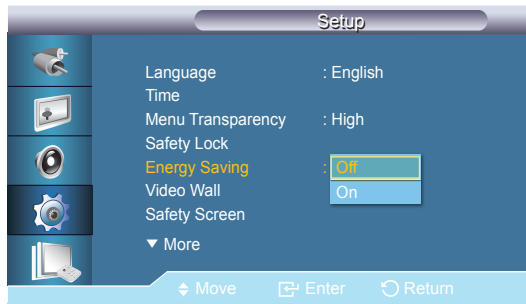 Setup
Language : English
Time
Menu Transparency : High
Safety Lock
Energy Saving : Off
On
Video Wall
Safety Screen
▼ More
Move Enter Return